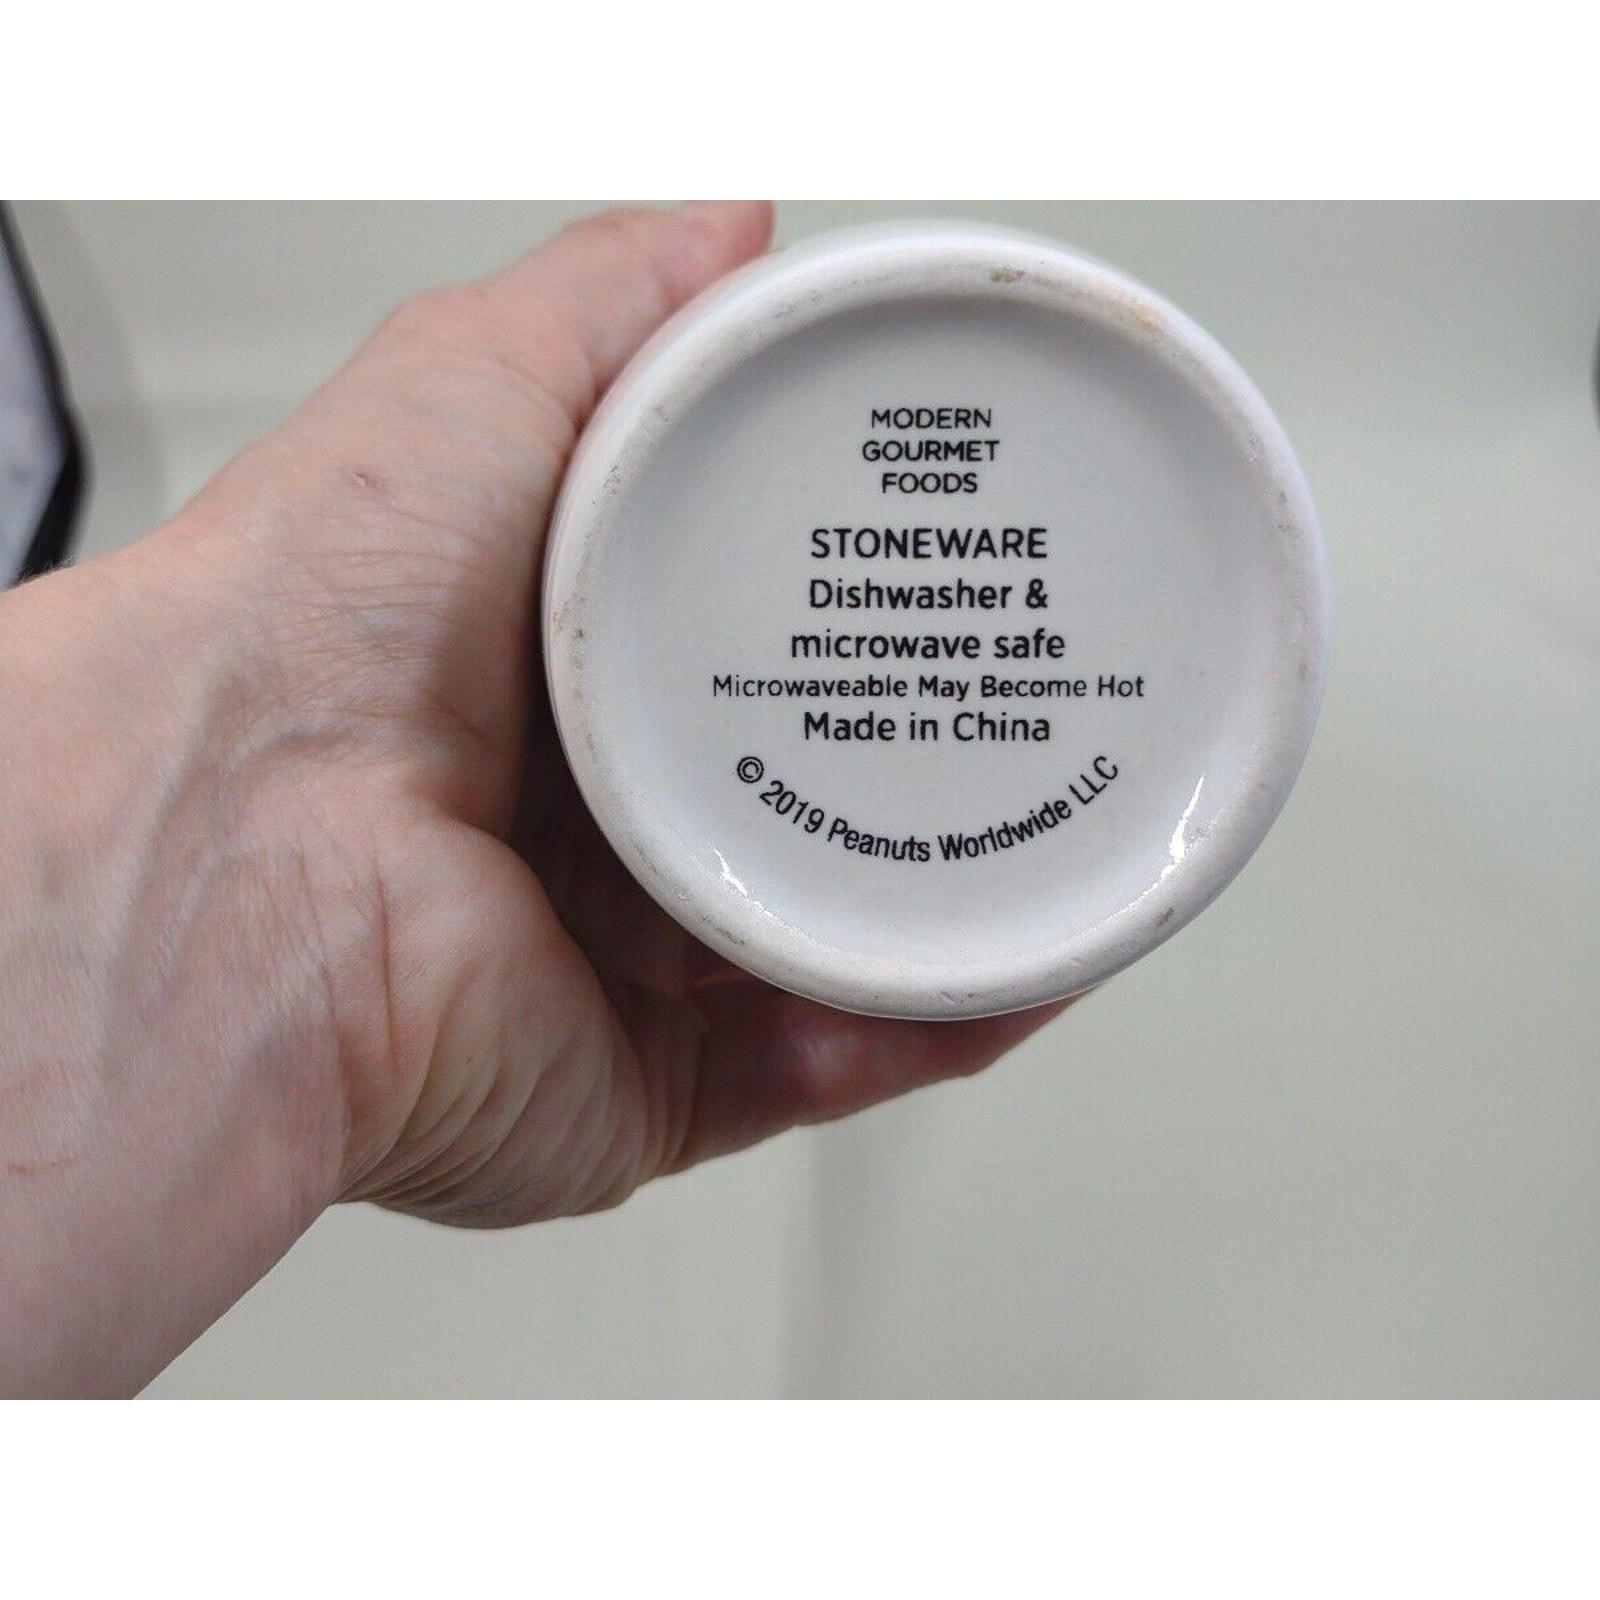 MODERN
GOURMET
FOODS
STONEWARE
Dishwasher &
microwave safe
Microwaveable May Become Hot
Made in China
© 2019 Peanuts Worldwide LLC